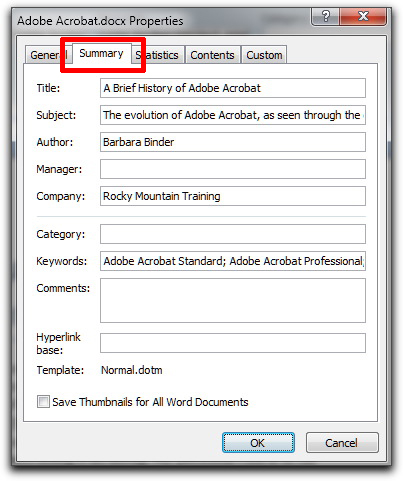 Adobe Acrobat.docx Properties
General Summary Statistics Contents Custom
Title: A Brief History of Adobe Acrobat
Subject: The evolution of Adobe Acrobat, as seen through the
Author: Barbara Binder
Manager:
Company: Rocky Mountain Training
Category:
Keywords: Adobe Acrobat Standard; Adobe Acrobat Professional;
Comments:
Hyperlink
base:
Template: Normal.dotm
Save Thumbnails for All Word Documents
OK Cancel